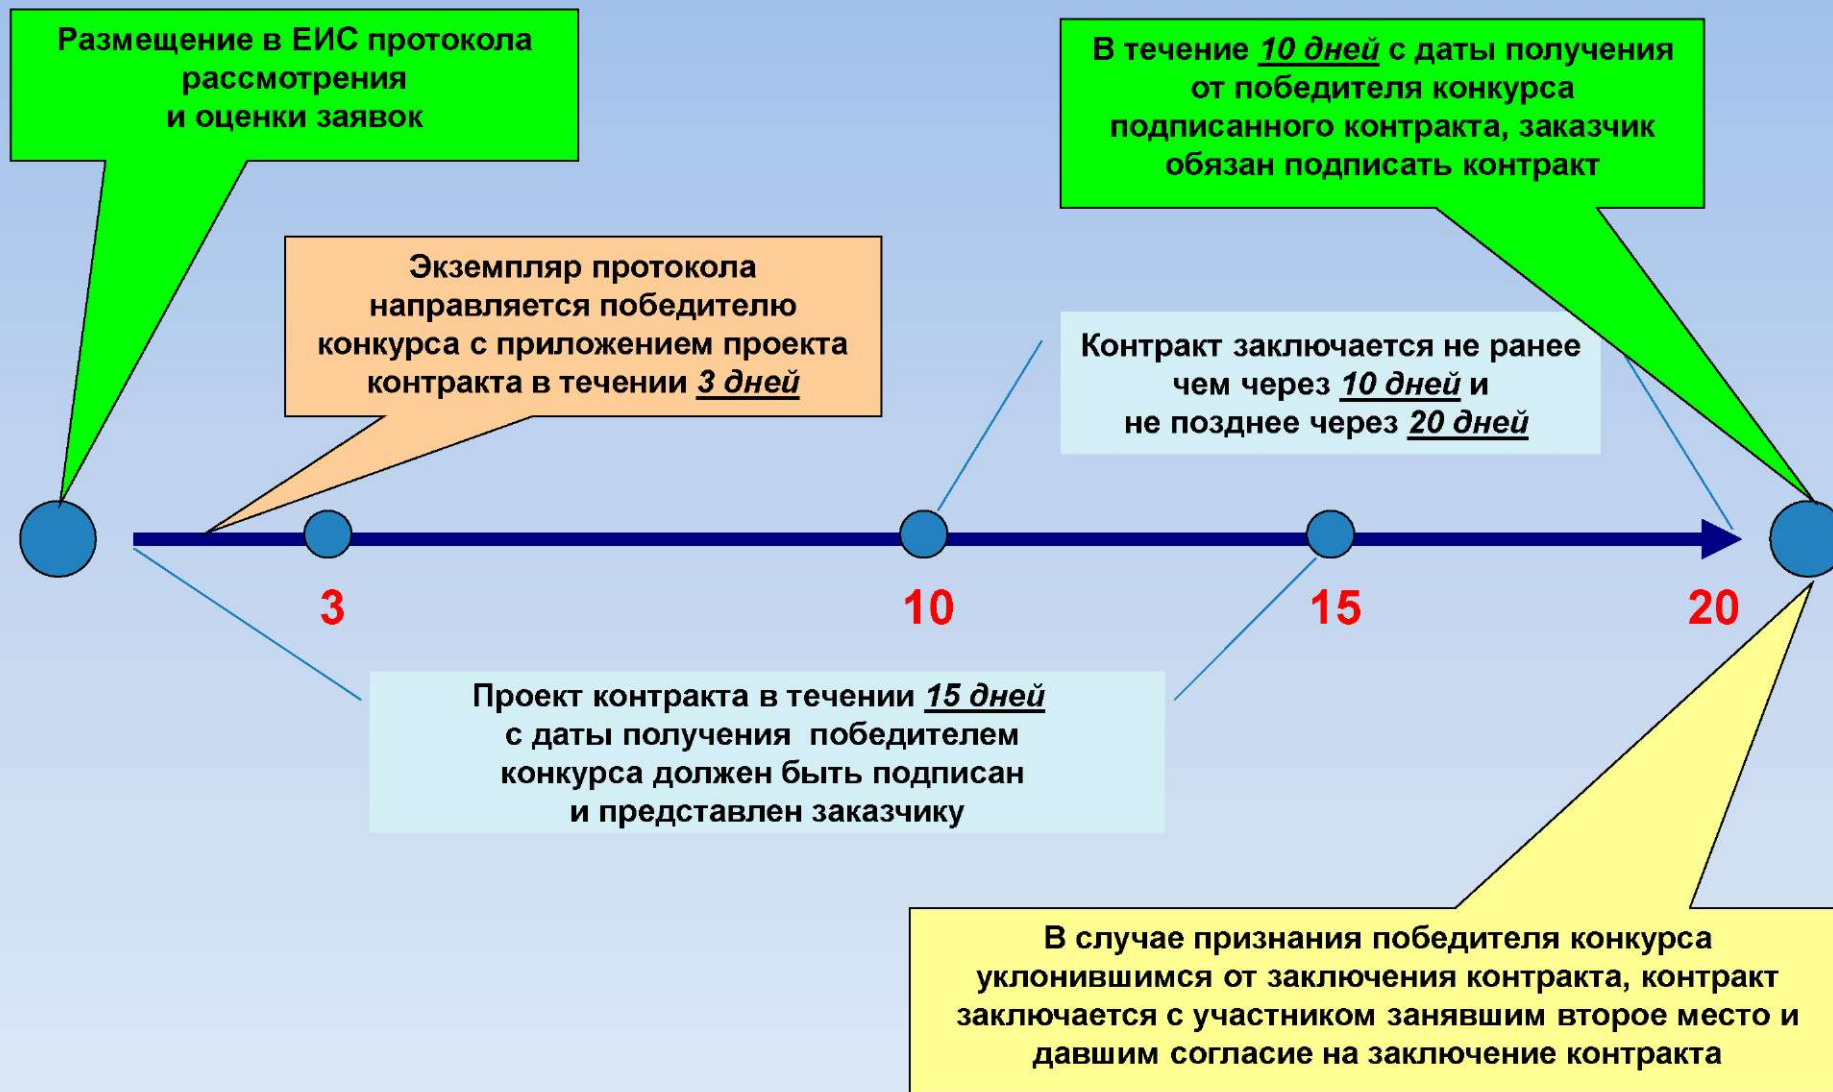 Размещение в ЕИС протокола
рассмотрения
и оценки заявок
В течение 10 дней с даты получения
от победителя конкурса
подписанного контракта, заказчик
обязан подписать контракт
Экземпляр протокола
направляется победителю
конкурса с приложением проекта
контракта в течении 3 дней
Контракт заключается не ранее
чем через 10 дней и
не позднее через 20 дней
3
10
15
20
Проект контракта в течении 15 дней
с даты получения победителем
конкурса должен быть подписан
и представлен заказчику
В случае признания победителя конкурса
уклонившимся от заключения контракта, контракт
заключается с участником занявшим второе место и
давшим согласие на заключение контракта